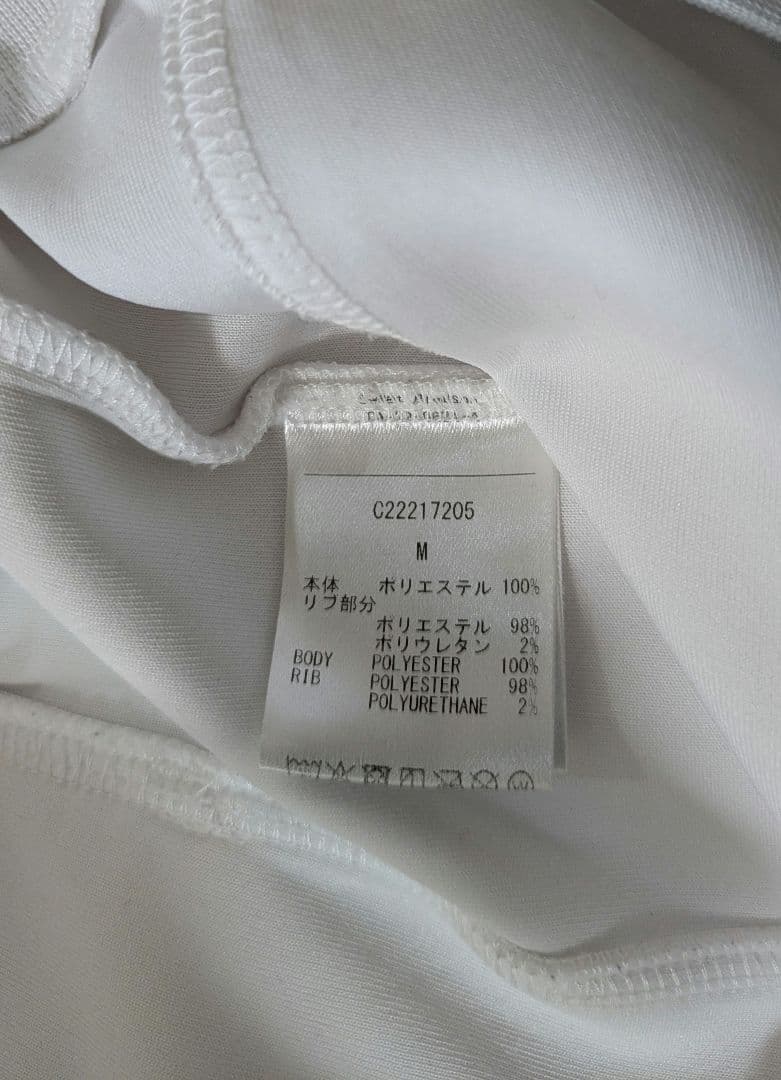 C22217205
M
本体 ポリエステル 100%
リブ部分
ポリエステル 98%
ポリウレタン 2%
BODY POLYESTER 100%
RIB POLYESTER 98%
POLYURETHANE 2%